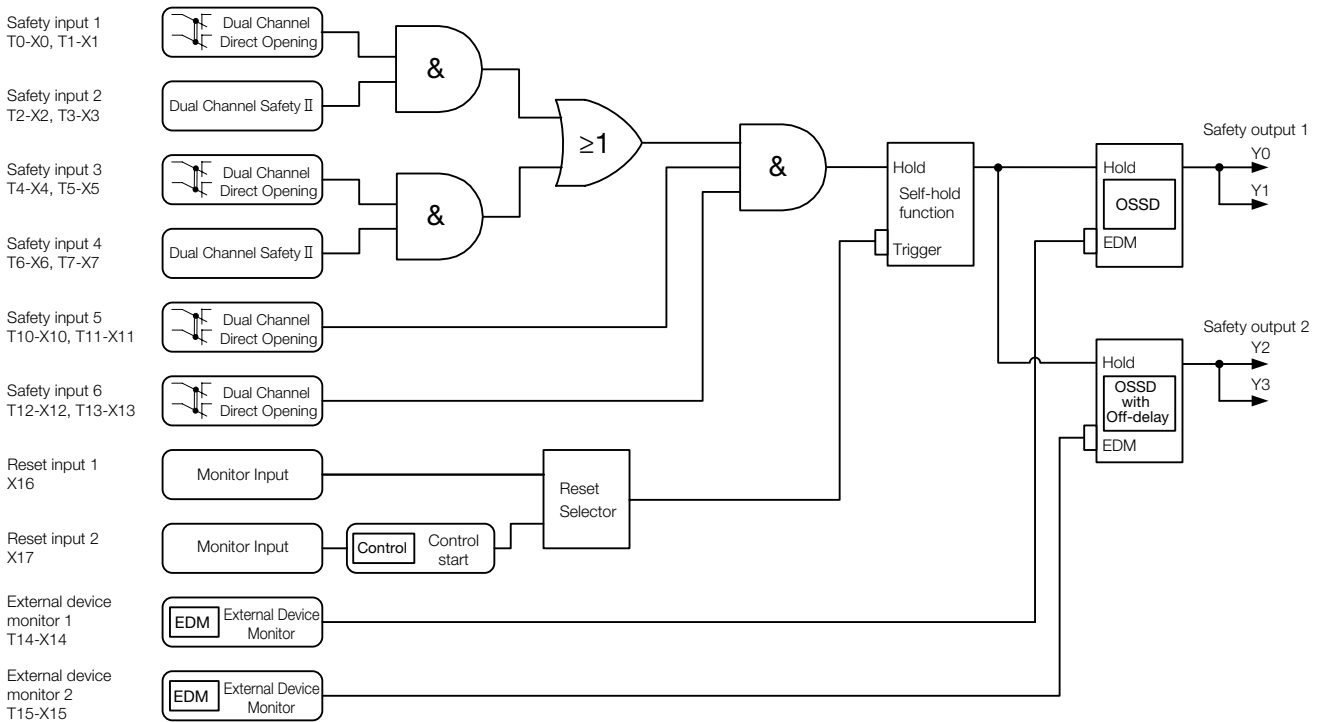 Safety input 1
T0-X0, T1-X1
Dual Channel
Direct Opening
&
Safety input 2
T2-X2, T3-X3
Dual Channel Safety II
≥1
Safety input 3
T4-X4, T5-X5
Dual Channel
Direct Opening
&
Safety input 4
T6-X6, T7-X7
Dual Channel Safety II
&
Hold
Self-hold
function
Trigger
Hold
OSSD
EDM
Safety output 1
Y0
Y1
Safety input 5
T10-X10, T11-X11
Dual Channel
Direct Opening
Safety input 6
T12-X12, T13-X13
Dual Channel
Direct Opening
Hold
OSSD
with
Off-delay
EDM
Safety output 2
Y2
Y3
Reset input 1
X16
Monitor Input
Reset
Selector
Reset input 2
X17
Monitor Input
Control
Control
start
External device
monitor 1
T14-X14
EDM
External Device
Monitor
External device
monitor 2
T15-X15
EDM
External Device
Monitor